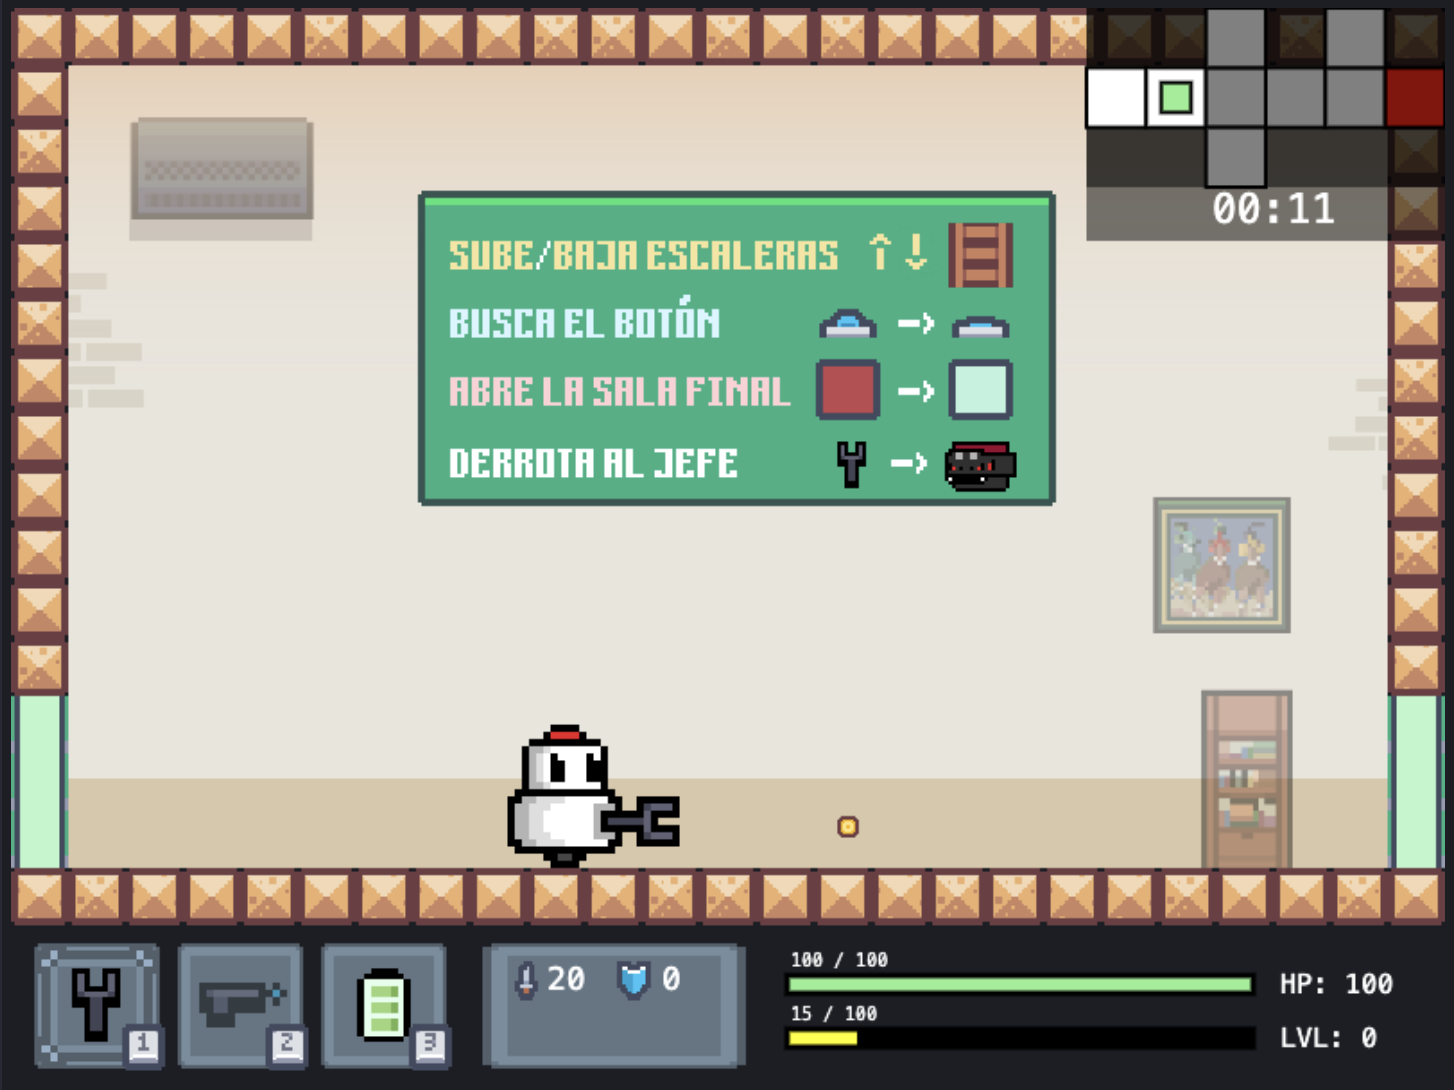 00:11
SUBE/BAJA ESCALERAS ↑ ↓
BUSCA EL BOTÓN
ABRE LA SALA FINAL
DERROTA AL JEFE
1
2
3
20 0
100 / 100
HP: 100
15 / 100
LVL: 0